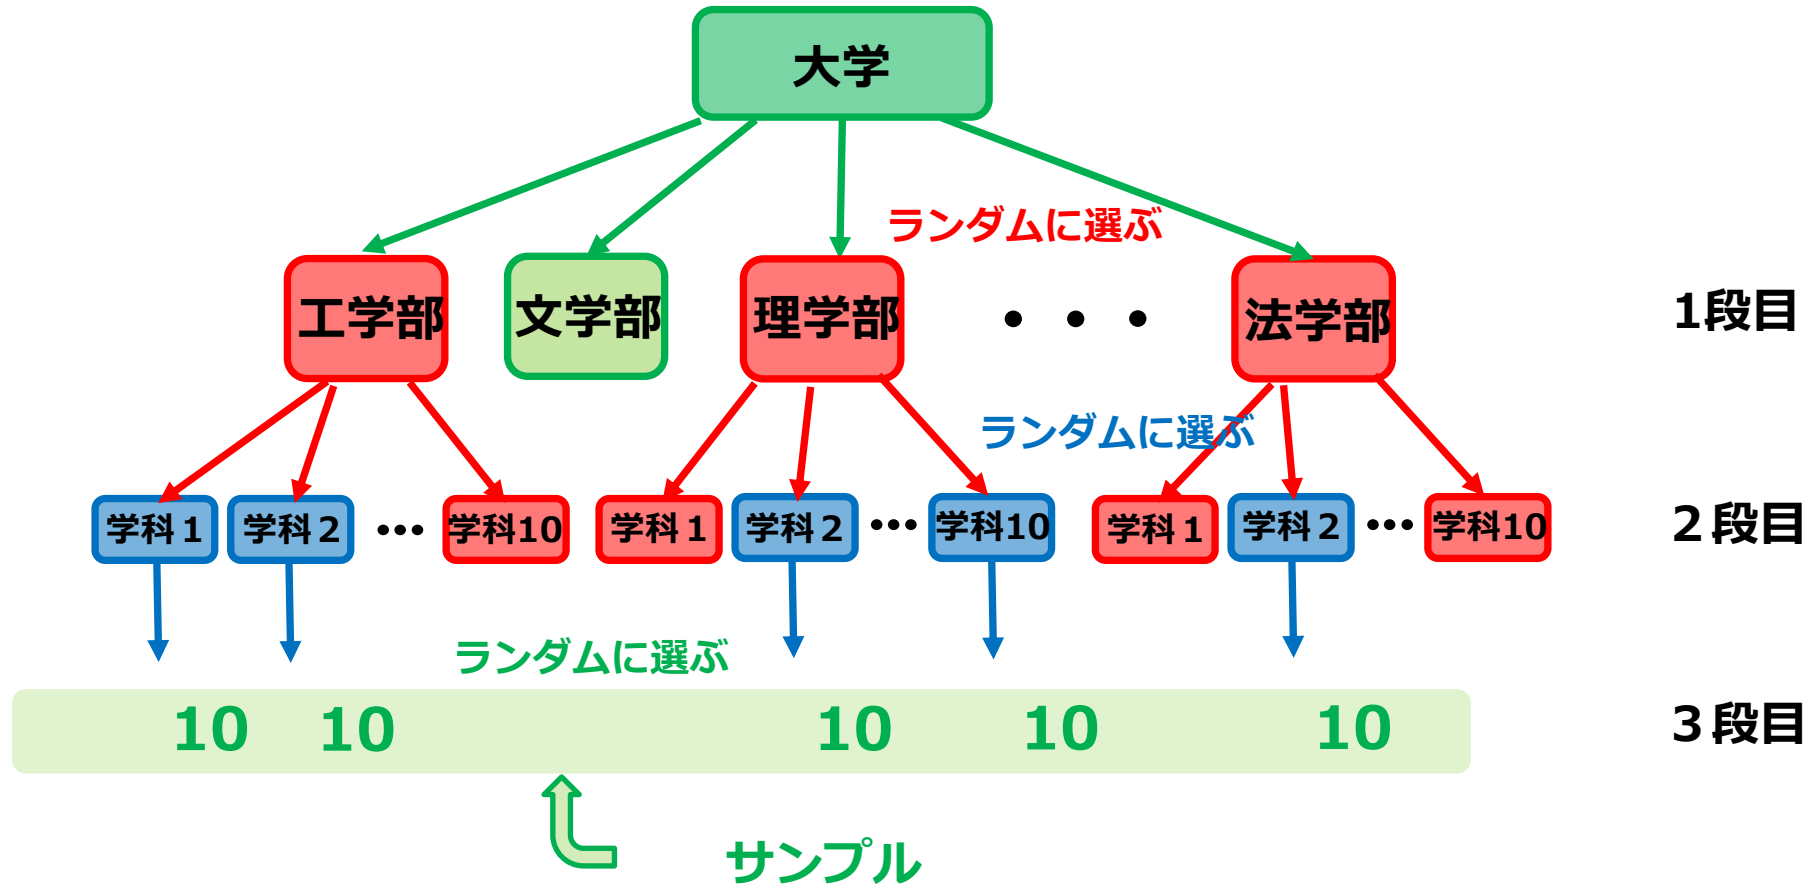 大学
ランダムに選ぶ
工学部 文学部 理学部 ・・・ 法学部 1段目
ランダムに選ぶ
学科１ 学科２ … 学科10 学科１ 学科２ … 学科10 学科１ 学科２ … 学科10 ２段目
ランダムに選ぶ
10 10 10 10 10 ３段目
サンプル